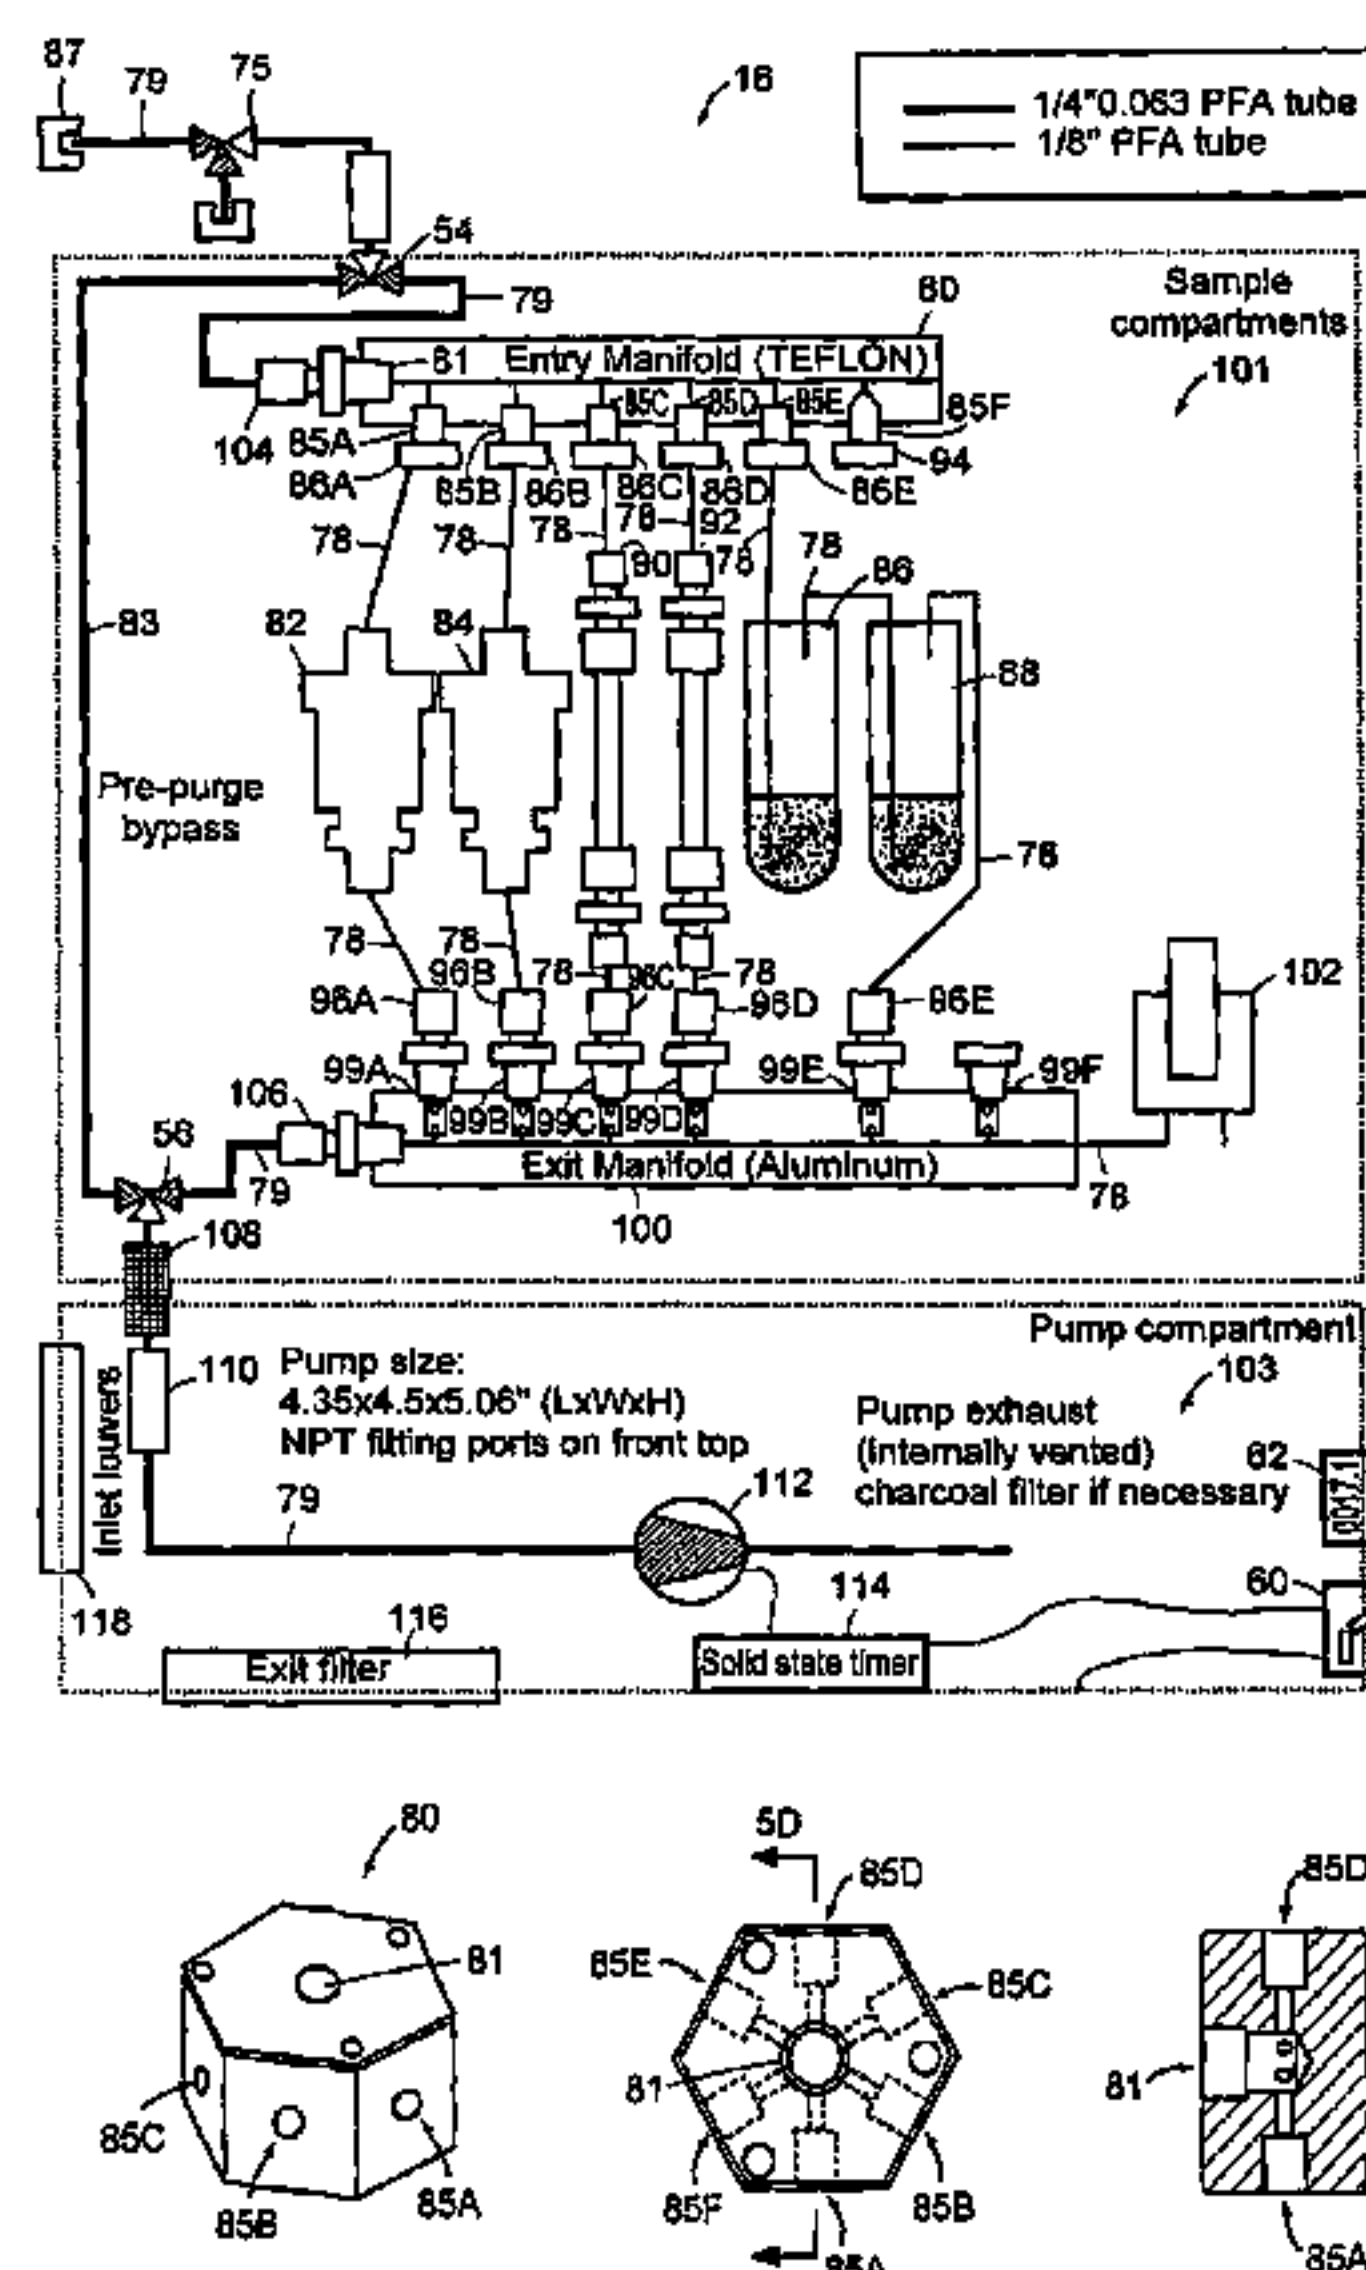 87
79
75
16
1/4"0.063 PFA tube
1/8" PFA tube
54
79
80
Sample
compartments
101
81
Entry Manifold (TEFLON)
85C
85D
85E
85F
104
85A
86A
85B
86B
86C
86D
86E
94
78
78
78
78
92
90
78
78
86
83
82
84
88
Pre-purge
bypass
78
78
78
96B
78
96C
78
96A
96D
96E
102
99A
99B
99C
99D
99E
99F
106
56
79
Exit Manifold (Aluminum)
100
78
108
Pump compartment
103
110
Inlet louvers
Pump size:
4.35x4.5x5.06" (LxWxH)
NPT fitting ports on front top
Pump exhaust
(internally vented)
charcoal filter if necessary
62
0017.1
79
112
114
60
118
116
Exit filter
Solid state timer
80
81
85C
85B
85A
5D
85D
85E
85C
81
85F
85B
85A
85D
81
85A